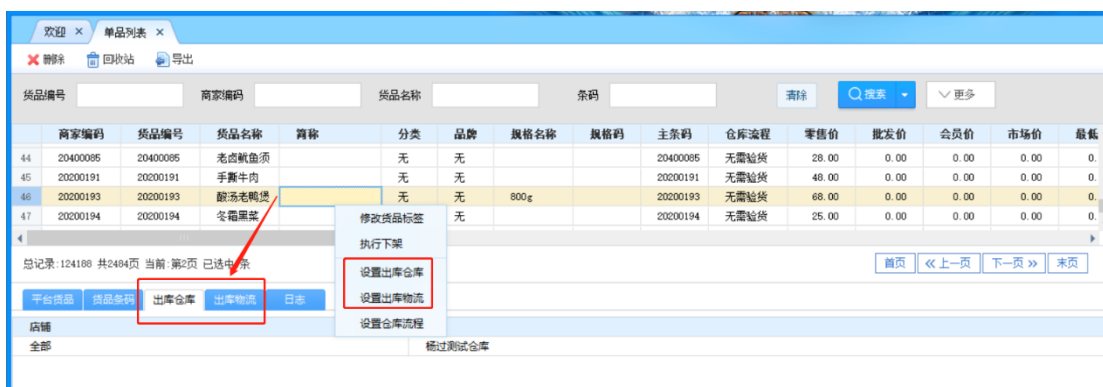 欢迎 × 单品列表 ×
删除 回收站 导出
货品编号 商家编码 货品名称 条码 清除 搜索 更多
商家编码 货品编号 货品名称 简称 分类 品牌 规格名称 规格码 主条码 仓库流程 零售价 批发价 会员价 市场价 最低
44 20400085 20400085 老卤鱿鱼须 无 无 20400085 无需验货 28.00 0.00 0.00 0.00 0.
45 20200191 20200191 手撕牛肉 无 无 20200191 无需验货 48.00 0.00 0.00 0.00 0.
46 20200193 20200193 酸汤老鸭煲 无 无 800g 20200193 无需验货 68.00 0.00 0.00 0.00 0.
47 20200194 20200194 冬霜黑菜 无 20200194 无需验货 25.00 0.00 0.00 0.00 0.
修改货品标签
执行下架
设置出库仓库
设置出库物流
设置仓库流程
总记录:124188 共2484页 当前:第2页 已选中 条 首页 << 上一页 下一页 >> 末页
平台货品 货品条码 出库仓库 出库物流 日志
店铺
全部 杨过测试仓库